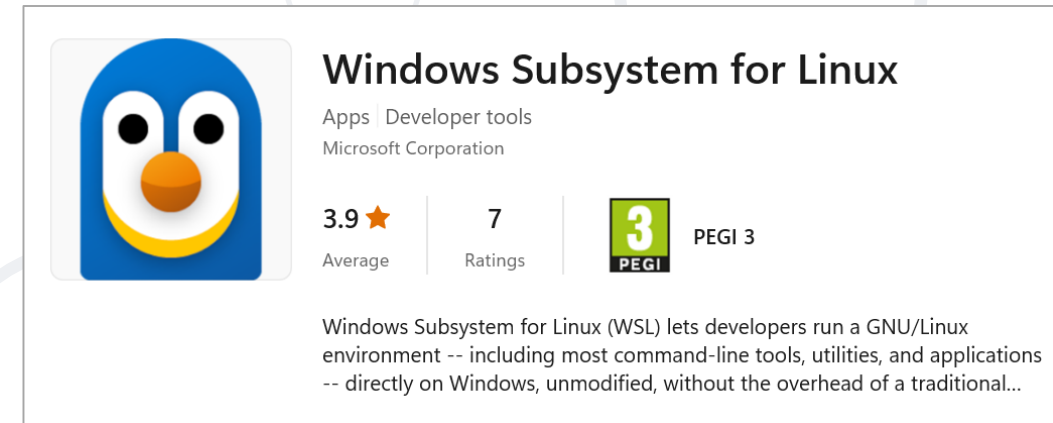 Windows Subsystem for Linux
Apps Developer tools
Microsoft Corporation
3.9
7
Average
Ratings
3
PEGI
PEGI 3
Windows Subsystem for Linux (WSL) lets developers run a GNU/Linux
environment -- including most command-line tools, utilities, and applications
-- directly on Windows, unmodified, without the overhead of a traditional...